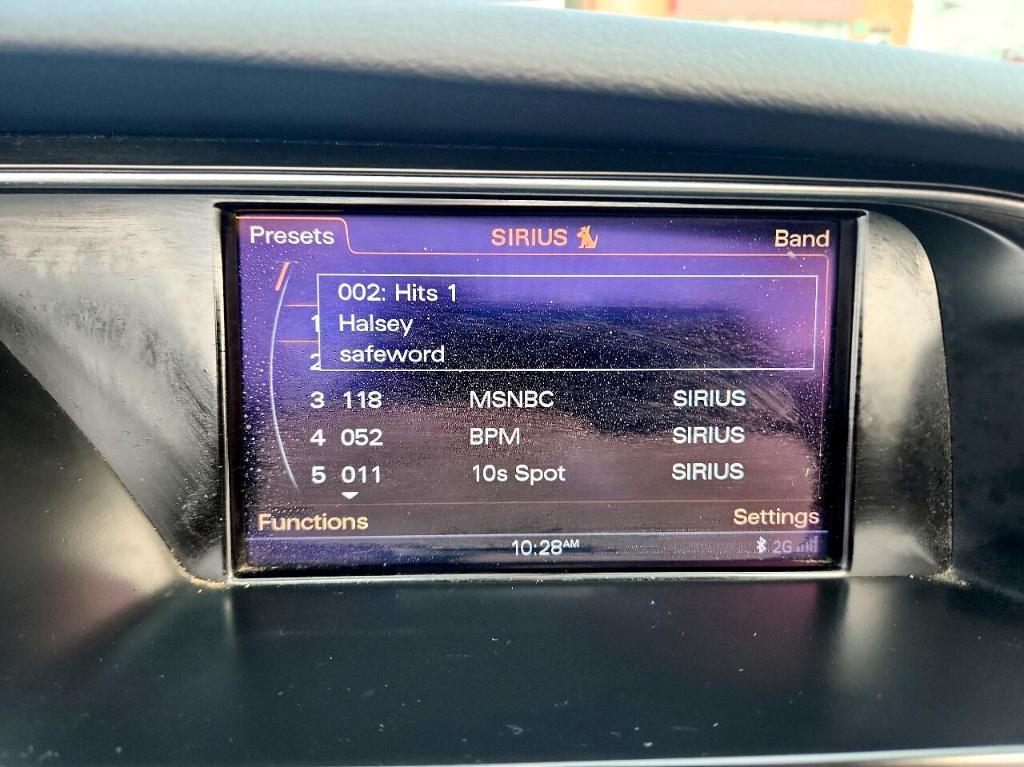 Presets SIRIUS Band
002: Hits 1
1 Halsey
2 safeword
3 118 MSNBC SIRIUS
4 052 BPM SIRIUS
5 011 10s Spot SIRIUS
Functions Settings
10:28AM 2G